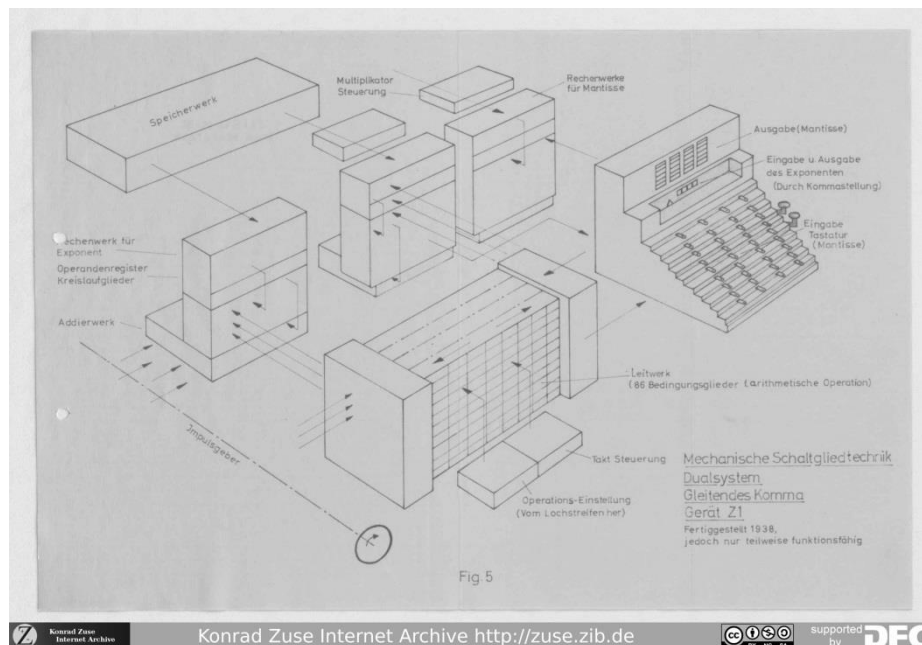 Speicherwerk
Multiplikator
Steuerung
Rechenwerke
für Mantisse
Ausgabe (Mantisse)
Eingabe u. Ausgabe
des Exponenten
(Durch Kommastellung)
Eingabe
Tastatur
(Mantisse)
Rechenwerk für
Exponent
Operandenregister
Kreislaufglieder
Addierwerk
Impulsgeber
Leitwerk
(86 Bedingungsglieder f. arithmetische Operation)
Takt Steuerung
Operations-Einstellung
(Vom Lochstreifen her)
Mechanische Schaltgliedtechnik
Dualsystem
Gleitendes Komma
Gerät Z1
Fertiggestellt 1938,
jedoch nur teilweise funktionsfähig
Fig. 5
Z
Konrad Zuse
Internet Archive
Konrad Zuse Internet Archive http://zuse.zib.de
cc
supported
by